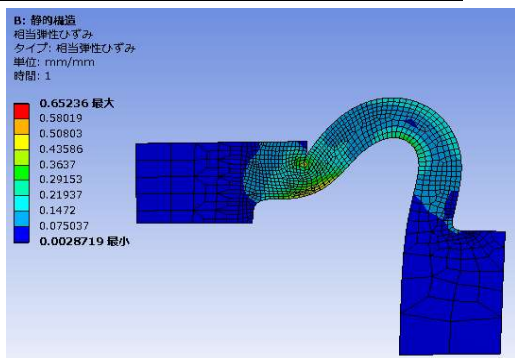 B: 静的構造
相当弾性ひずみ
タイプ: 相当弾性ひずみ
単位: mm/mm
時間: 1
0.65236 最大
0.58019
0.50803
0.43586
0.3637
0.29153
0.21937
0.1472
0.075037
0.0028719 最小